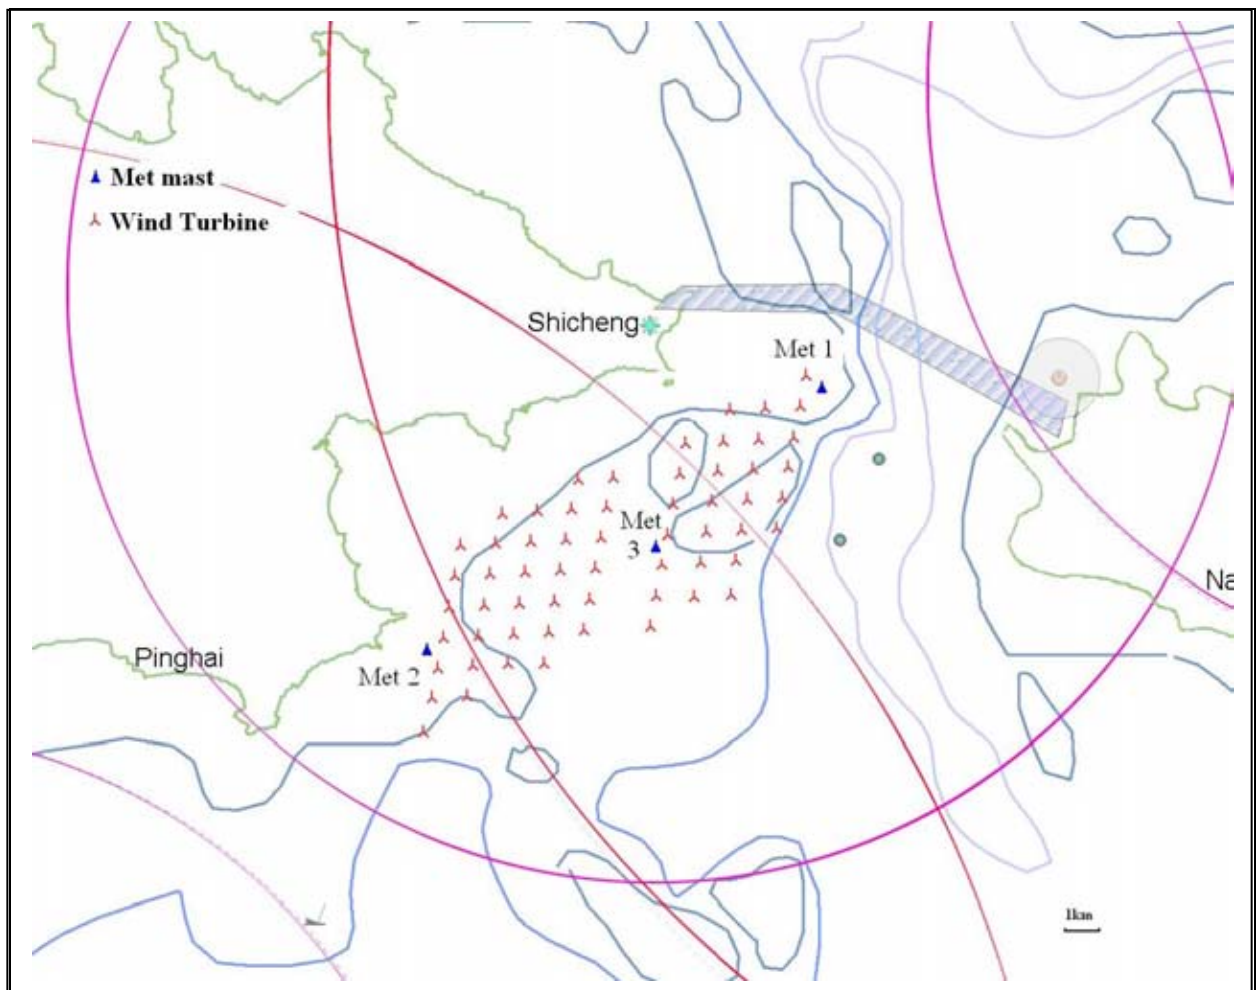 Met mast
Wind Turbine
Shicheng
Met 1
Met
3
Na
Pinghai
Met 2
1km